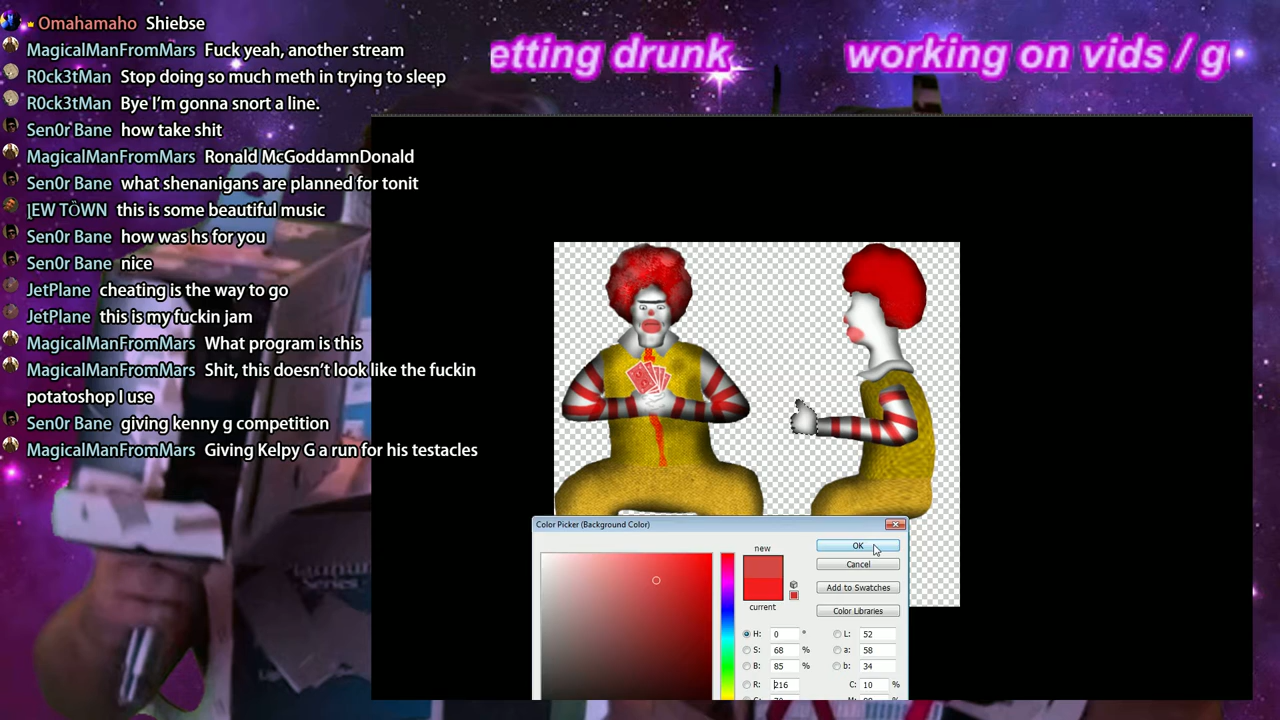 Omahamaho Shiebse
MagicalManFromMars Fuck yeah, another stream
R0ck3tMan Stop doing so much meth in trying to sleep
R0ck3tMan Bye I'm gonna snort a line.
Sen0r Bane how take shit
MagicalManFromMars Ronald McGoddamnDonald
Sen0r Bane what shenanigans are planned for tonit
]EW TÖWN this is some beautiful music
Sen0r Bane how was hs for you
Sen0r Bane nice
JetPlane cheating is the way to go
JetPlane this is my fuckin jam
MagicalManFromMars What program is this
MagicalManFromMars Shit, this doesn't look like the fuckin
potatoshop I use
Sen0r Bane giving kenny g competition
MagicalManFromMars Giving Kelpy G a run for his testacles
etting drunk working on vids / g
Color Picker (Background Color)
new
current
OK
Cancel
Add to Swatches
Color Libraries
H: 0 ° L: 52
S: 68 % a: 58
B: 85 % b: 34
R: 216 C: 10 %